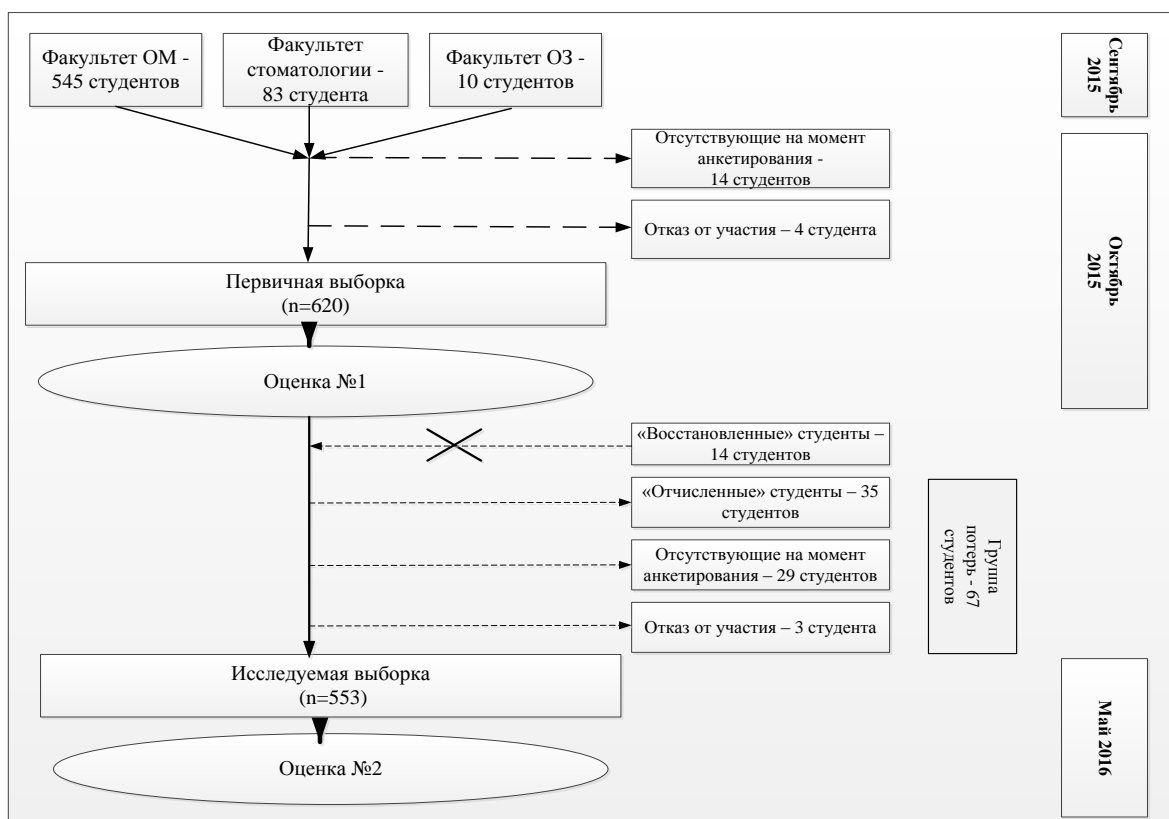 Факультет ОМ -
545 студентов
Факультет
стоматологии -
83 студента
Факультет ОЗ -
10 студентов
Сентябрь
2015
Отсутствующие на момент
анкетирования -
14 студентов
Отказ от участия – 4 студента
Октябрь
2015
Первичная выборка
(n=620)
Оценка №1
«Восстановленные» студенты –
14 студентов
«Отчисленные» студенты – 35
студентов
Отсутствующие на момент
анкетирования – 29 студентов
Отказ от участия – 3 студента
Группа
потерь - 67
студентов
Исследуемая выборка
(n=553)
Оценка №2
Май 2016